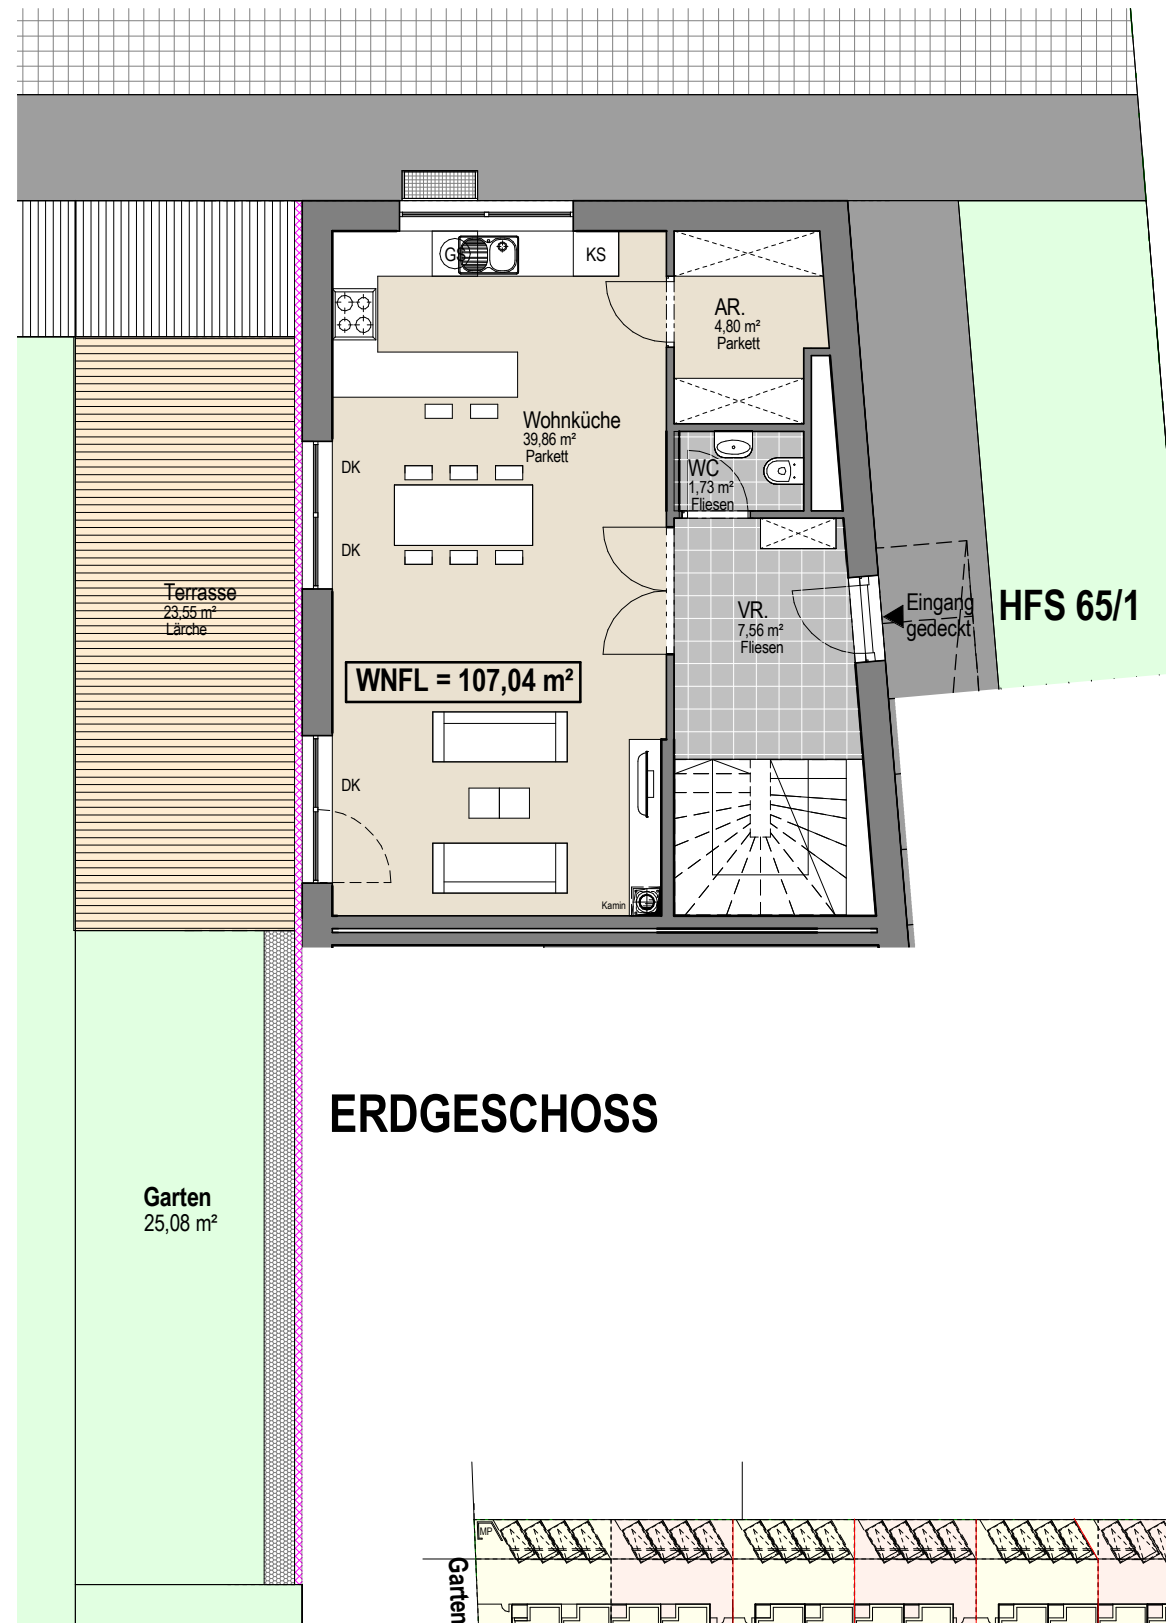 GS
KS
AR.
4,80 m²
Parkett
Wohnküche
39,86 m²
Parkett
DK
WC
1,73 m²
Fliesen
DK
Terrasse
23,55 m²
Lärche
VR.
7,56 m²
Fliesen
Eingang
gedeckt
HFS 65/1
WNFL = 107,04 m²
DK
Kamin
ERDGESCHOSS
Garten
25,08 m²
MP
Garten